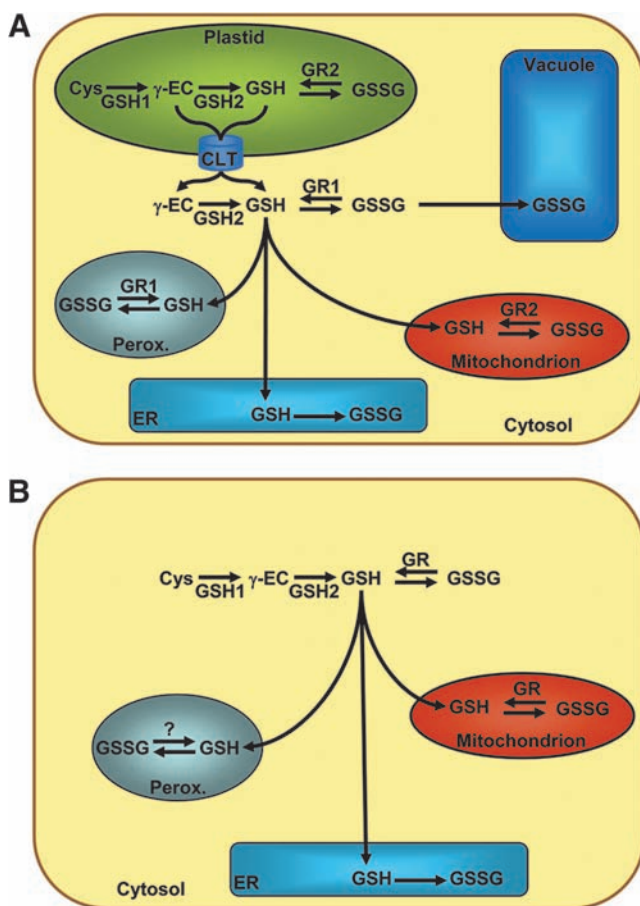 A
Plastid
Cys γ-EC GSH GR2 GSSG
GSH1 GSH2
CLT
Vacuole
γ-EC GSH GR1 GSSG GSSG
GSH2
GR1
GSSG GSH
Perox.
GR2
GSH GSSG
Mitochondrion
ER GSH GSSG
Cytosol
B
Cys γ-EC GSH GR GSSG
GSH1 GSH2
?
GSSG GSH
Perox.
GR
GSH GSSG
Mitochondrion
ER GSH GSSG
Cytosol